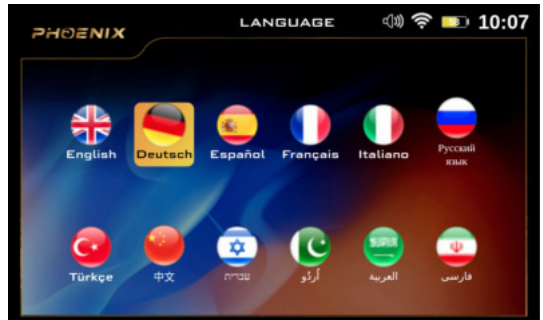 PHOENIX
LANGUAGE
10:07
English
Deutsch
Español
Français
Italiano
Русский
язык
Türkçe
中文
עברית
أُردُو
العربية
فارسی